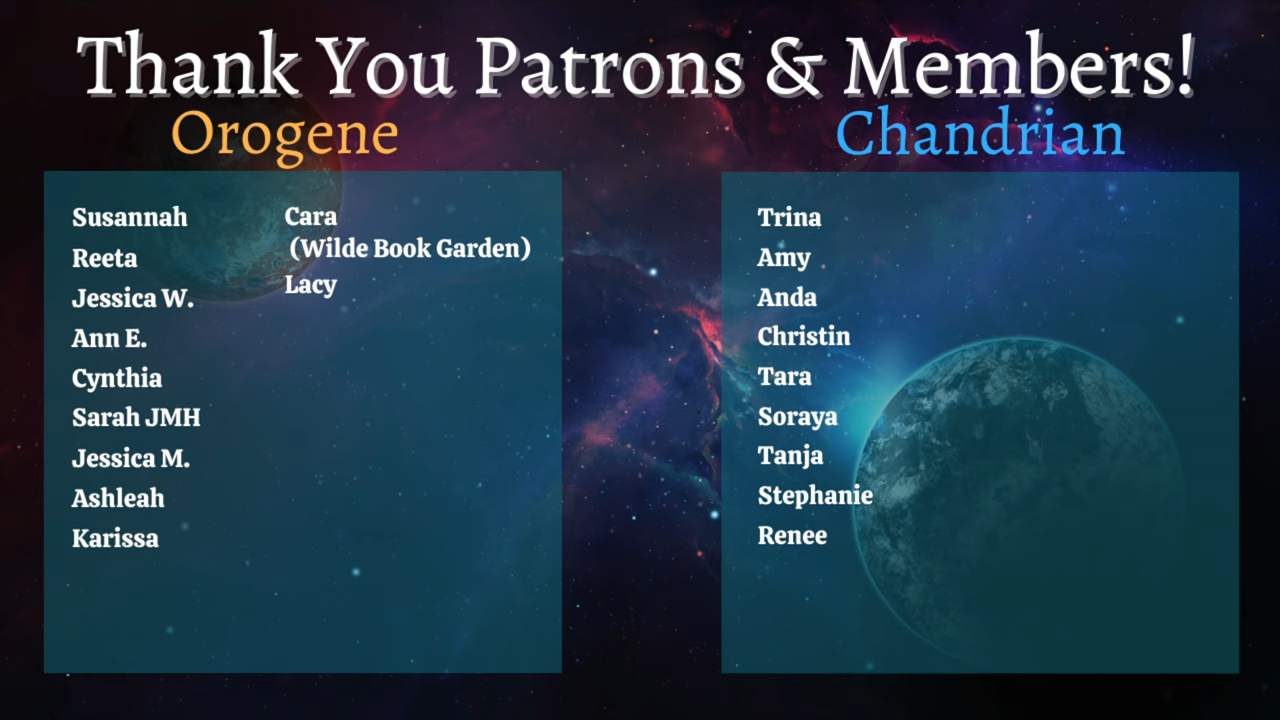 Thank You Patrons & Members!
Orogene
Susannah
Reeta
Jessica W.
Ann E.
Cynthia
Sarah JMH
Jessica M.
Ashleah
Karissa
Cara
(Wilde Book Garden)
Lacy
Chandrian
Trina
Amy
Anda
Christin
Tara
Soraya
Tanja
Stephanie
Renee